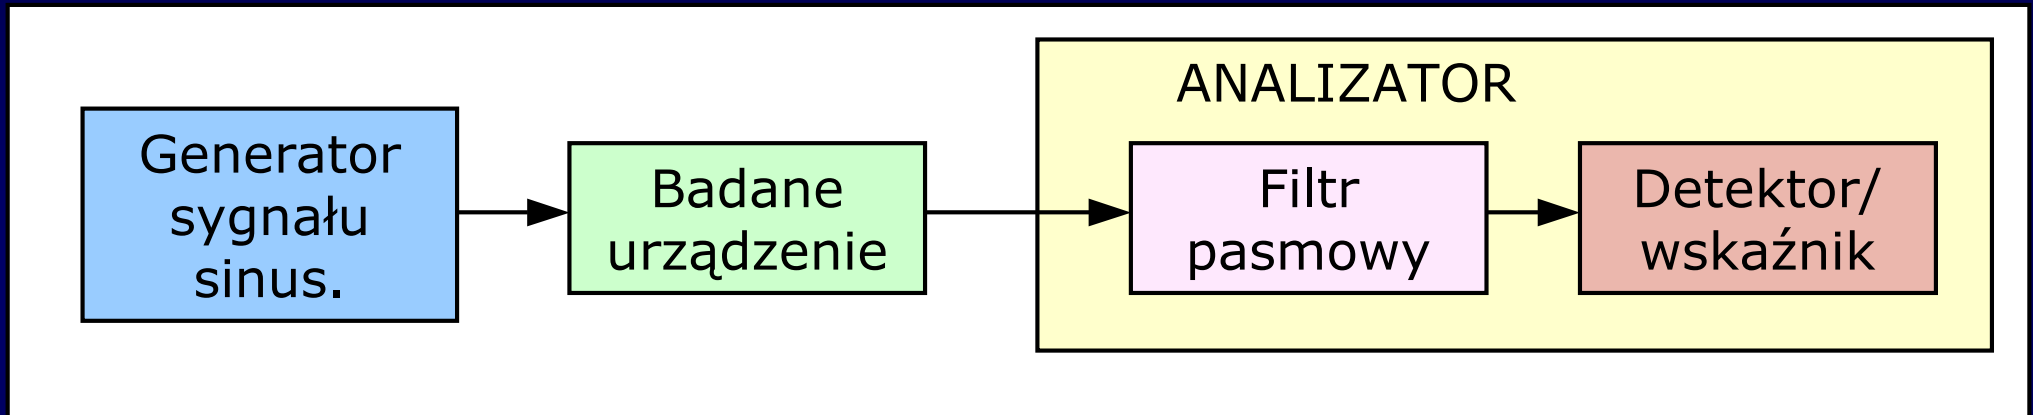 Generator
sygnału
sinus.
Badane
urządzenie
ANALIZATOR
Filtr
pasmowy
Detektor/
wskaźnik